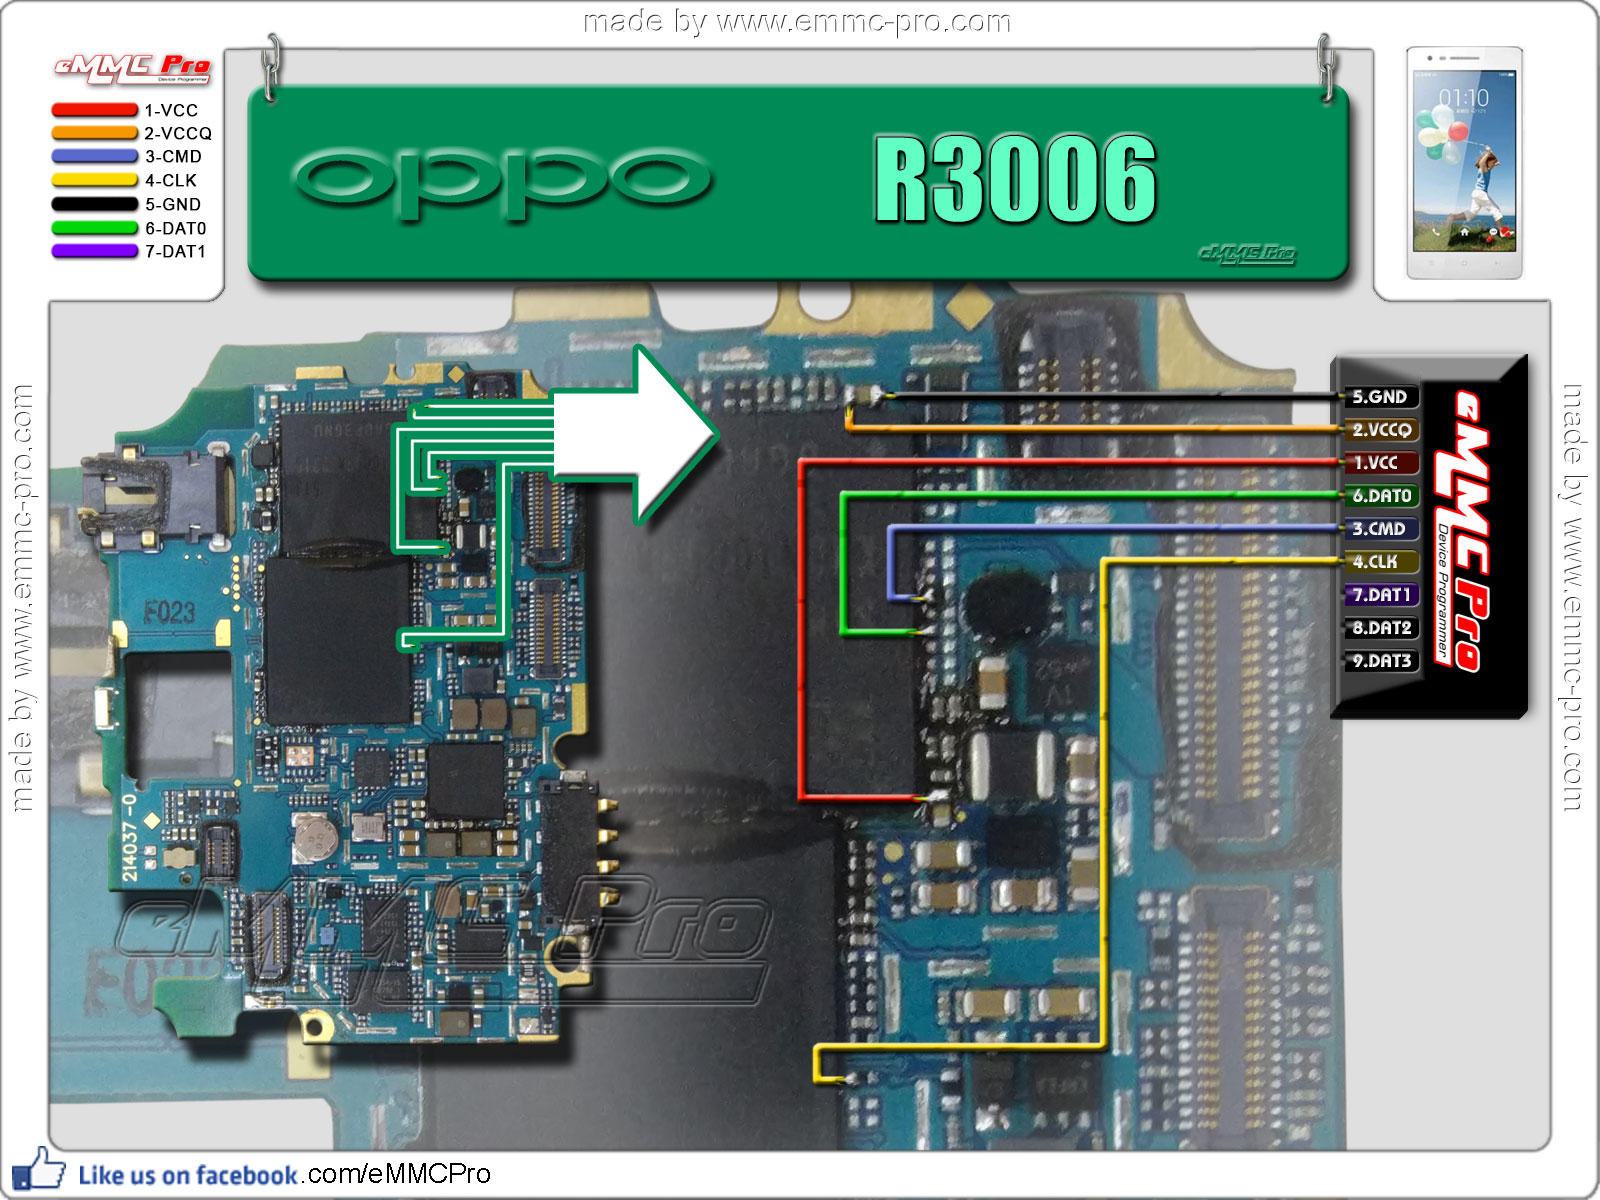 made by www.emmc-pro.com
eMMC Pro
Device Programmer
1-VCC
2-VCCQ
3-CMD
4-CLK
5-GND
6-DAT0
7-DAT1
oppo
R3006
eMMC Pro
01:10
5.GND
2.VCCQ
1.VCC
6.DAT0
3.CMD
4.CLK
7.DAT1
8.DAT2
9.DAT3
eMMC Pro
Device Programmer
made by www.emmc-pro.com
made by www.emmc-pro.com
F023
214037-0
eMMC Pro
Like us on facebook.com/eMMCPro